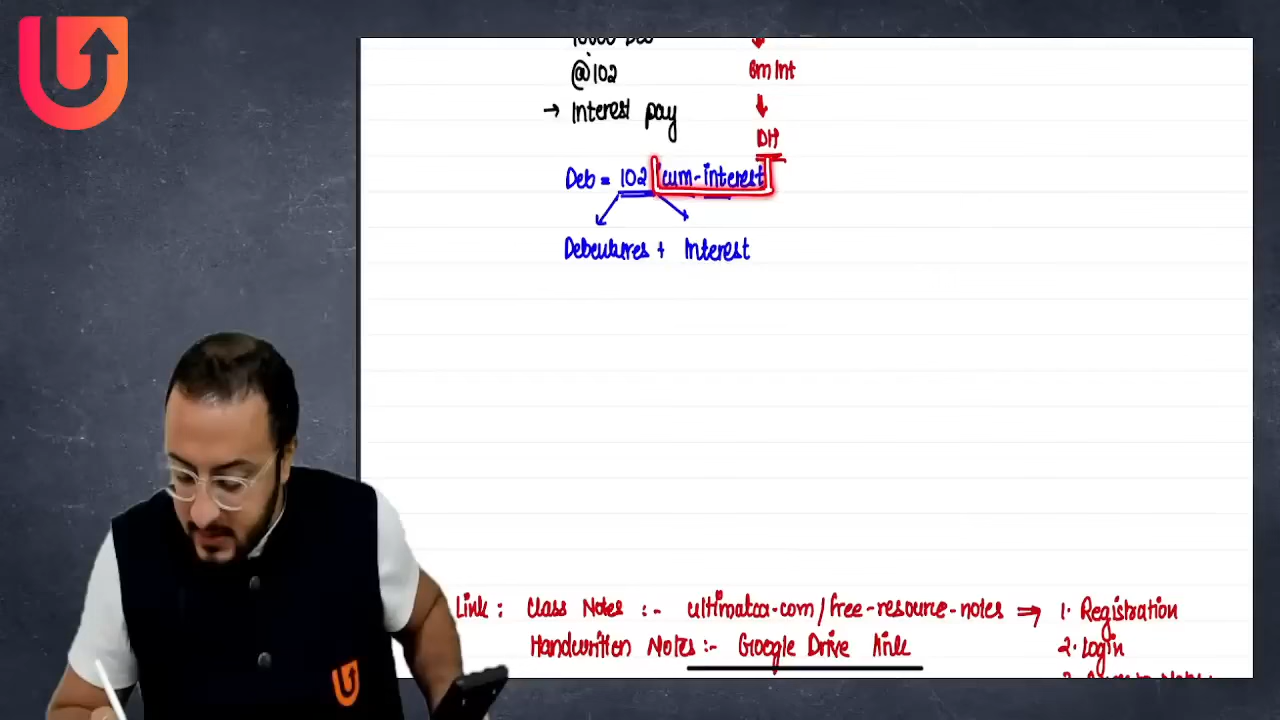 @102
6m Int
→ Interest pay
DH
Deb = 102 [cum-interest]
Debentures + Interest
Link : Class Notes :- ultimateca.com/free-resource-notes ⇒ 1. Registration
Handwritten Notes :- Google Drive link 2. Login